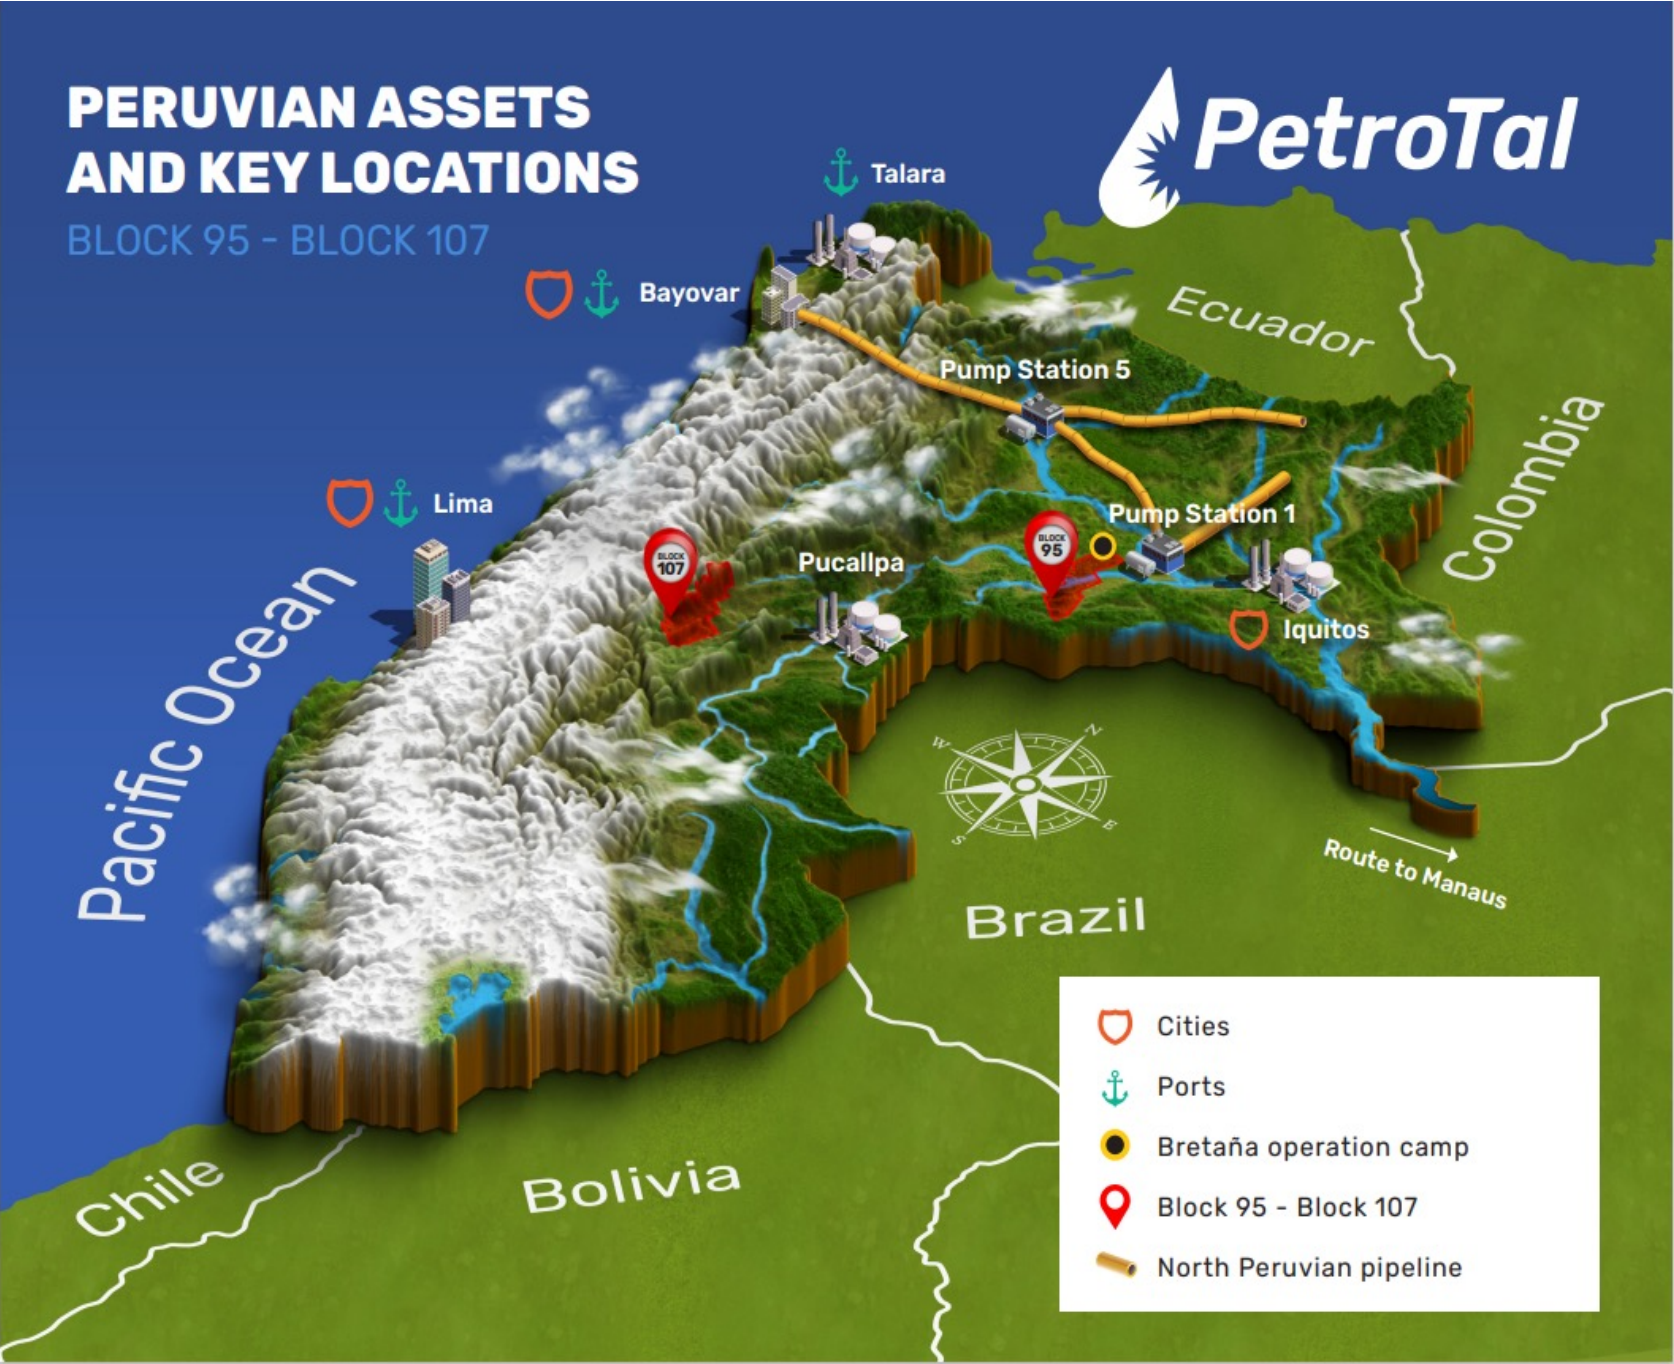 PERUVIAN ASSETS
AND KEY LOCATIONS
BLOCK 95 - BLOCK 107
PetroTal
Talara
Bayovar
Ecuador
Pump Station 5
Colombia
Lima
Pump Station 1
BLOCK
95
BLOCK
107
Pucallpa
Iquitos
Pacific Ocean
N
W
E
S
Route to Manaus
Brazil
Chile
Bolivia
Cities
Ports
Bretaña operation camp
Block 95 - Block 107
North Peruvian pipeline